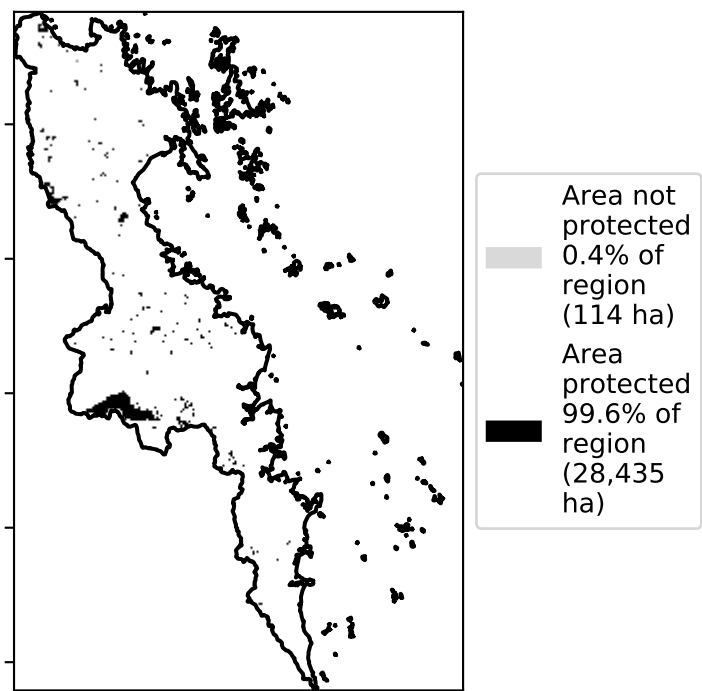 Area not
protected
0.4% of
region
(114 ha)
Area
protected
99.6% of
region
(28,435
ha)